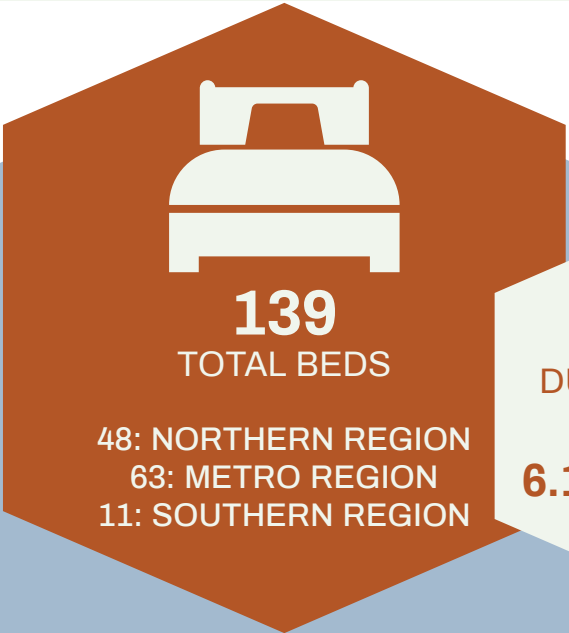 139
TOTAL BEDS
48: NORTHERN REGION
63: METRO REGION
11: SOUTHERN REGION